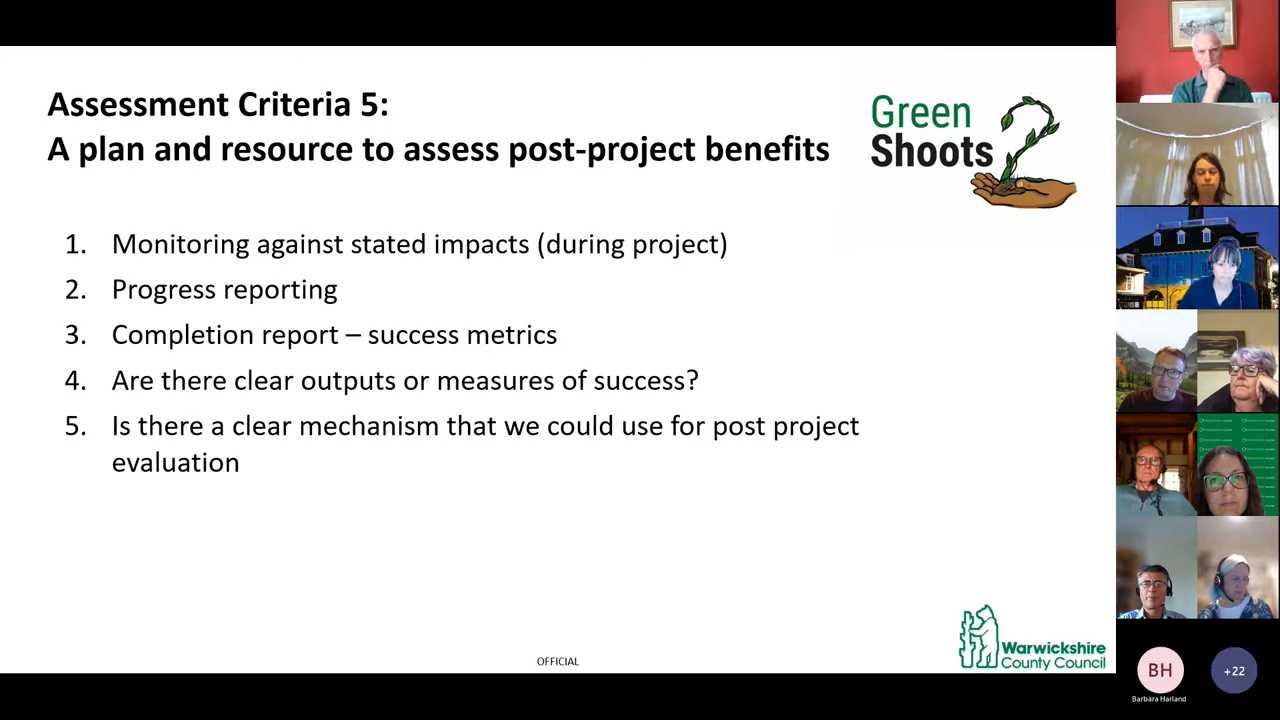 Assessment Criteria 5:
A plan and resource to assess post-project benefits
Green
Shoots
1. Monitoring against stated impacts (during project)
2. Progress reporting
3. Completion report – success metrics
4. Are there clear outputs or measures of success?
5. Is there a clear mechanism that we could use for post project
evaluation
OFFICIAL
Warwickshire
County Council
BH
+22
Barbara Harland